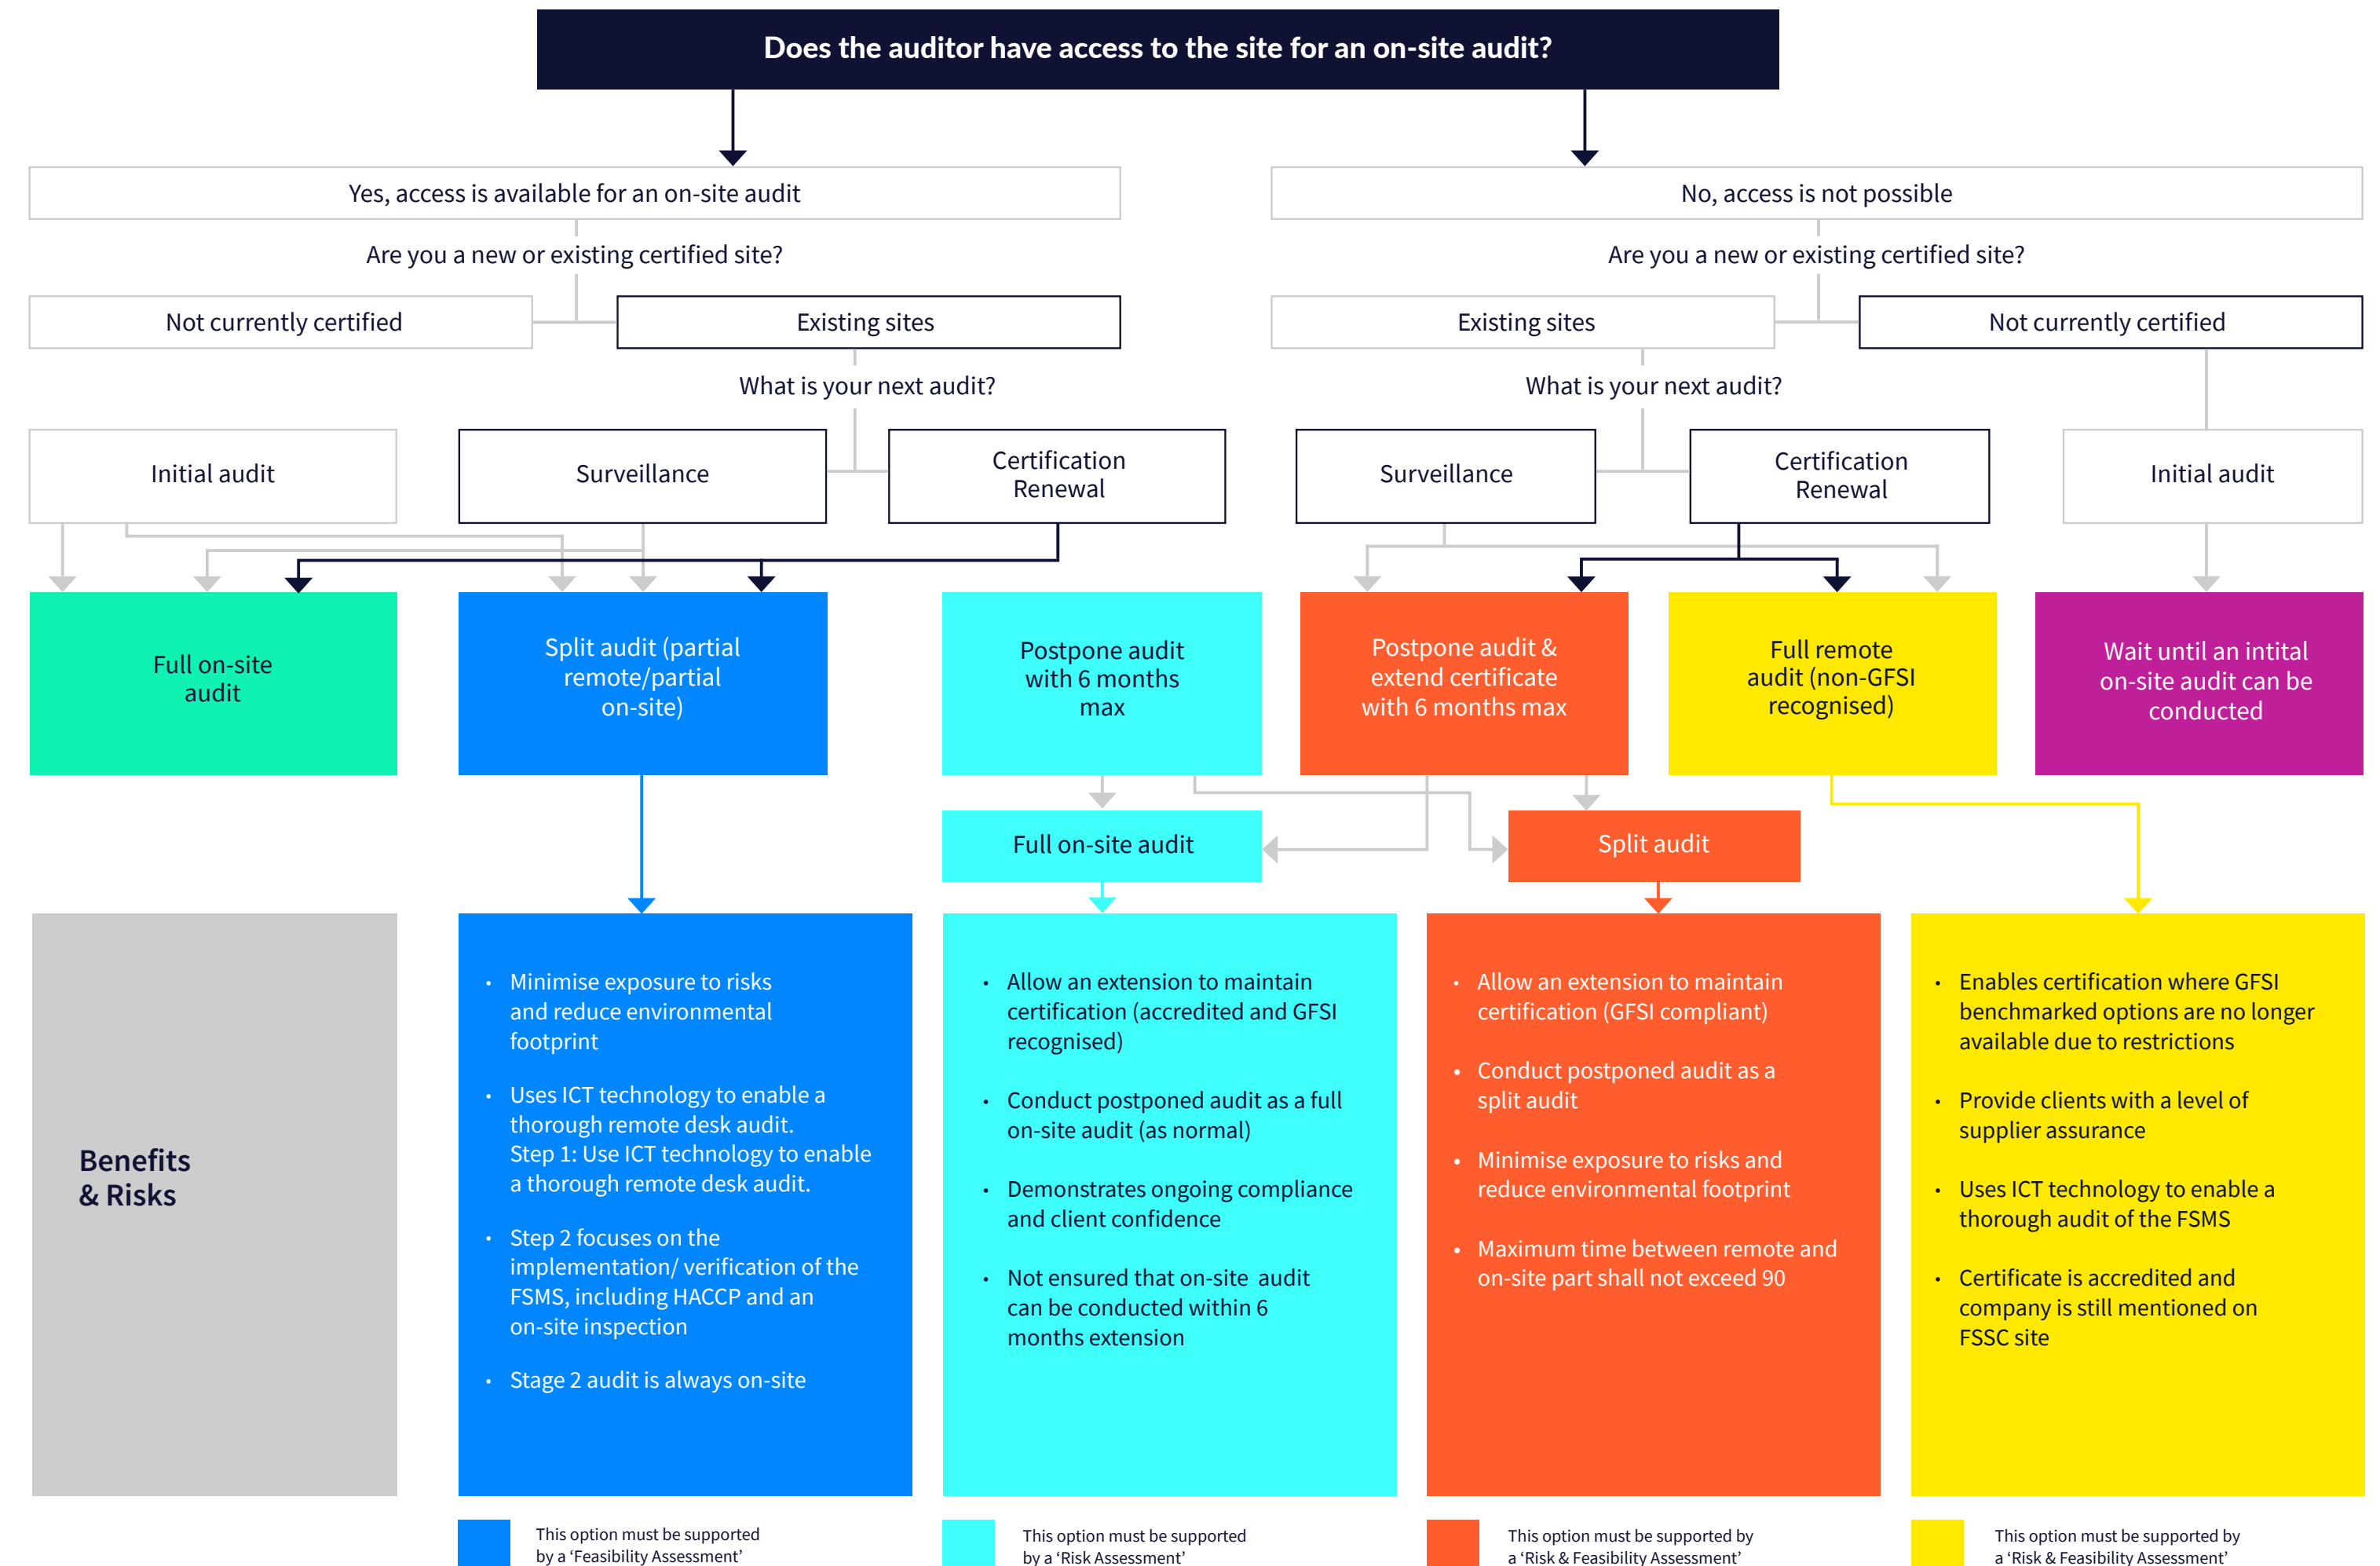 Does the auditor have access to the site for an on-site audit?
Yes, access is available for an on-site audit
No, access is not possible
Are you a new or existing certified site?
Are you a new or existing certified site?
Not currently certified
Existing sites
Existing sites
Not currently certified
What is your next audit?
What is your next audit?
Initial audit
Surveillance
Certification
Renewal
Surveillance
Certification
Renewal
Initial audit
Full on-site
audit
Split audit (partial
remote/partial
on-site)
Postpone audit
with 6 months
max
Postpone audit &
extend certificate
with 6 months max
Full remote
audit (non-GFSI
recognised)
Wait until an intital
on-site audit can be
conducted
Full on-site audit
Split audit
Benefits
& Risks
• Minimise exposure to risks
and reduce environmental
footprint
• Uses ICT technology to enable a
thorough remote desk audit.
Step 1: Use ICT technology to enable
a thorough remote desk audit.
• Step 2 focuses on the
implementation/ verification of the
FSMS, including HACCP and an
on-site inspection
• Stage 2 audit is always on-site
• Allow an extension to maintain
certification (accredited and GFSI
recognised)
• Conduct postponed audit as a full
on-site audit (as normal)
• Demonstrates ongoing compliance
and client confidence
• Not ensured that on-site  audit
can be conducted within 6
months extension
• Allow an extension to maintain
certification (GFSI compliant)
• Conduct postponed audit as a
split audit
• Minimise exposure to risks and
reduce environmental footprint
• Maximum time between remote and
on-site part shall not exceed 90
• Enables certification where GFSI
benchmarked options are no longer
available due to restrictions
• Provide clients with a level of
supplier assurance
• Uses ICT technology to enable a
thorough audit of the FSMS
• Certificate is accredited and
company is still mentioned on
FSSC site
This option must be supported
by a ‘Feasibility Assessment’
This option must be supported
by a ‘Risk Assessment’
This option must be supported by
a ‘Risk & Feasibility Assessment’
This option must be supported by
a ‘Risk & Feasibility Assessment’